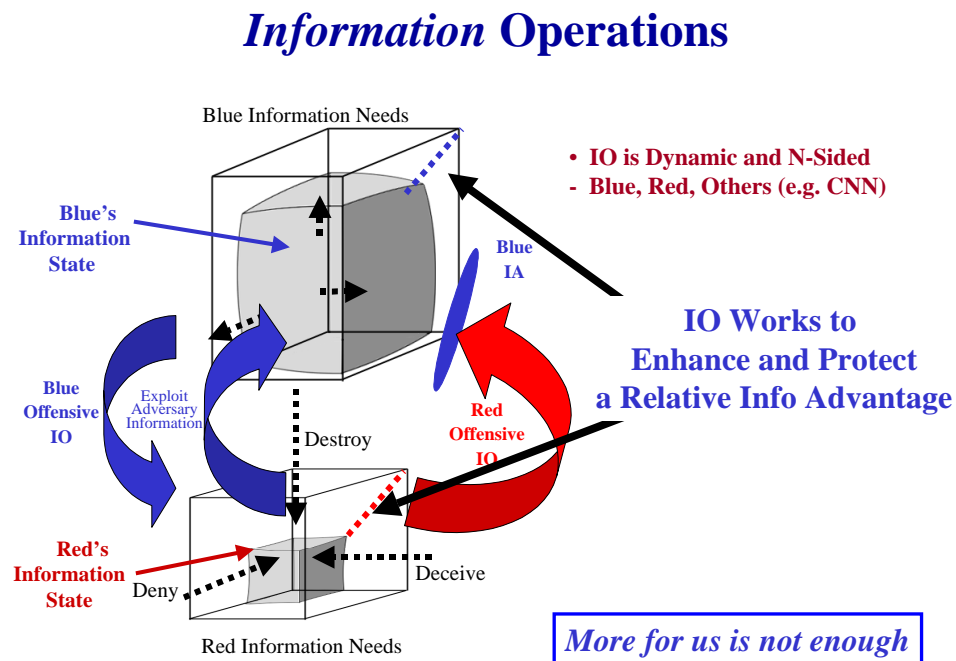 Information Operations
Blue Information Needs
• IO is Dynamic and N-Sided
- Blue, Red, Others (e.g. CNN)
Blue's
Information
State
Blue
IA
IO Works to
Enhance and Protect
a Relative Info Advantage
Blue
Offensive
IO
Exploit
Adversary
Information
Destroy
Red
Offensive
IO
Red's
Information
State
Deny
Deceive
Red Information Needs
More for us is not enough